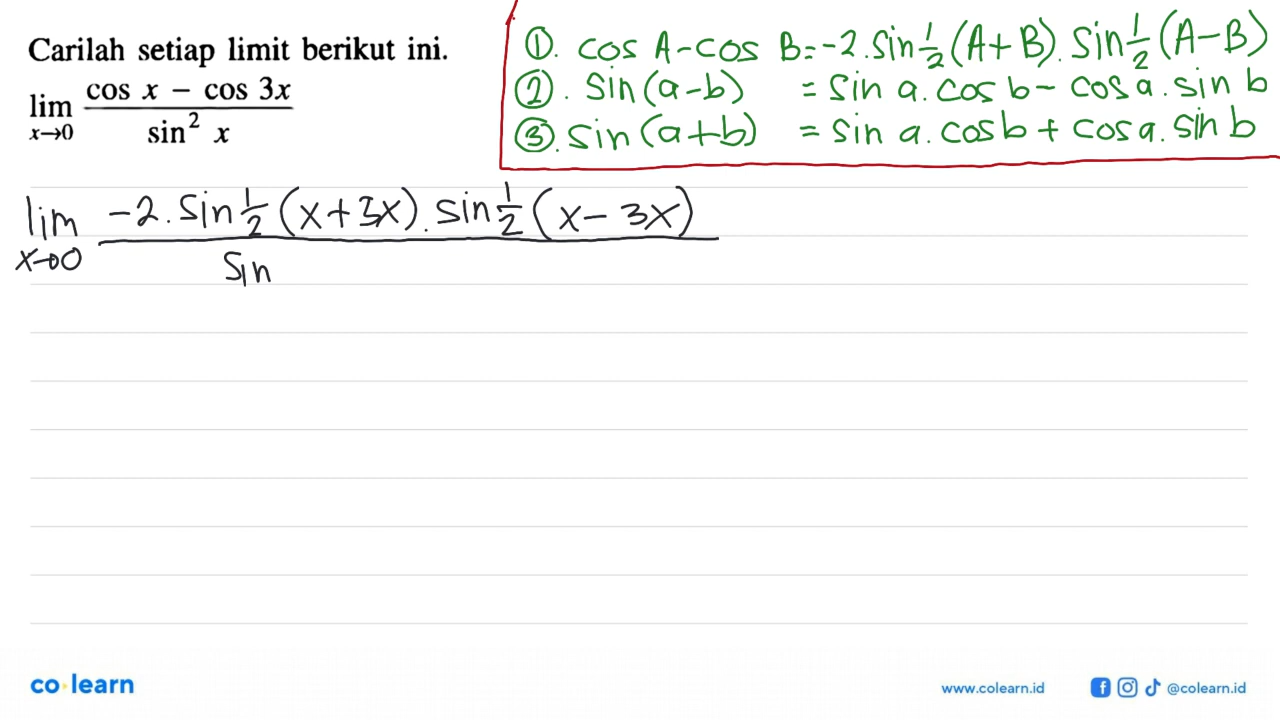 Carilah setiap limit berikut ini.
lim x→0 (cos x − cos 3x) / (sin² x)
①. cos A - cos B = -2. sin ½ (A + B). sin ½ (A - B)
②. sin (a - b) = sin a. cos b - cos a. sin b
③. sin (a + b) = sin a. cos b + cos a. sin b
lim x→0 -2. sin ½ (x + 3x). sin ½ (x - 3x)
sin
co learn
www.colearn.id @colearn.id